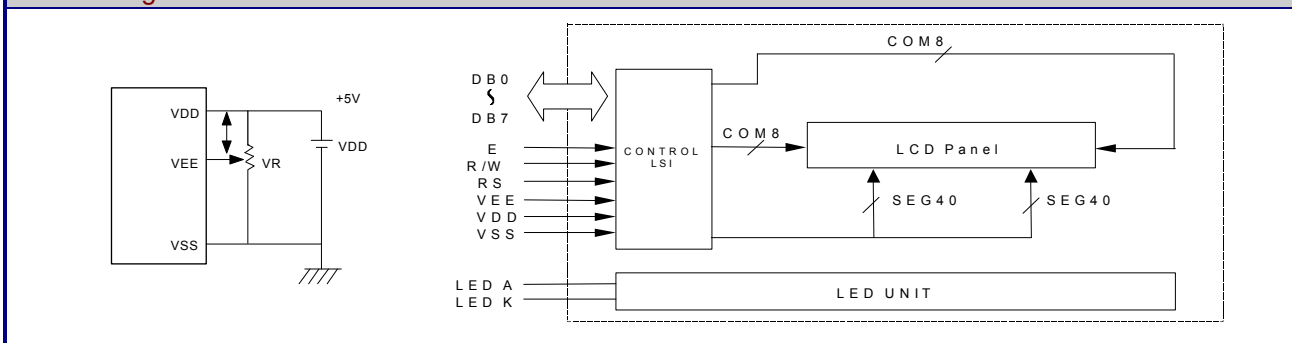 VDD
VEE
VSS
VR
+5V
VDD
DB0
DB7
E
R/W
RS
VEE
VDD
VSS
LED A
LED K
CONTROL
LSI
COM8
COM8
LCD Panel
SEG40
SEG40
LED UNIT